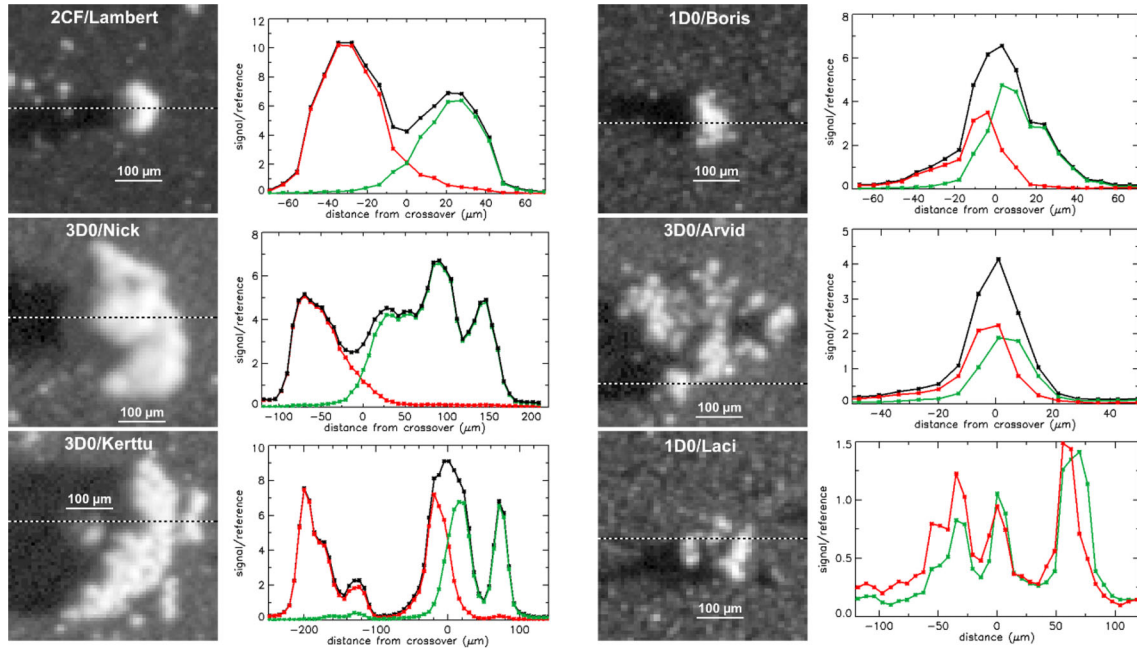 2CF/Lambert
100 µm
signal/reference
12
10
8
6
4
2
0
−60 −40 −20 0 20 40 60
distance from crossover (µm)
1D0/Boris
100 µm
signal/reference
8
6
4
2
0
−60 −40 −20 0 20 40 60
distance from crossover (µm)
3D0/Nick
100 µm
signal/reference
8
6
4
2
0
−100 −50 0 50 100 150 200
distance from crossover (µm)
3D0/Arvid
100 µm
signal/reference
5
4
3
2
1
0
−40 −20 0 20 40
distance from crossover (µm)
3D0/Kerttu
100 µm
signal/reference
10
8
6
4
2
0
−200 −100 0 100
distance from crossover (µm)
1D0/Laci
100 µm
signal/reference
1.5
1.0
0.5
0.0
−100 −50 0 50 100
distance (µm)